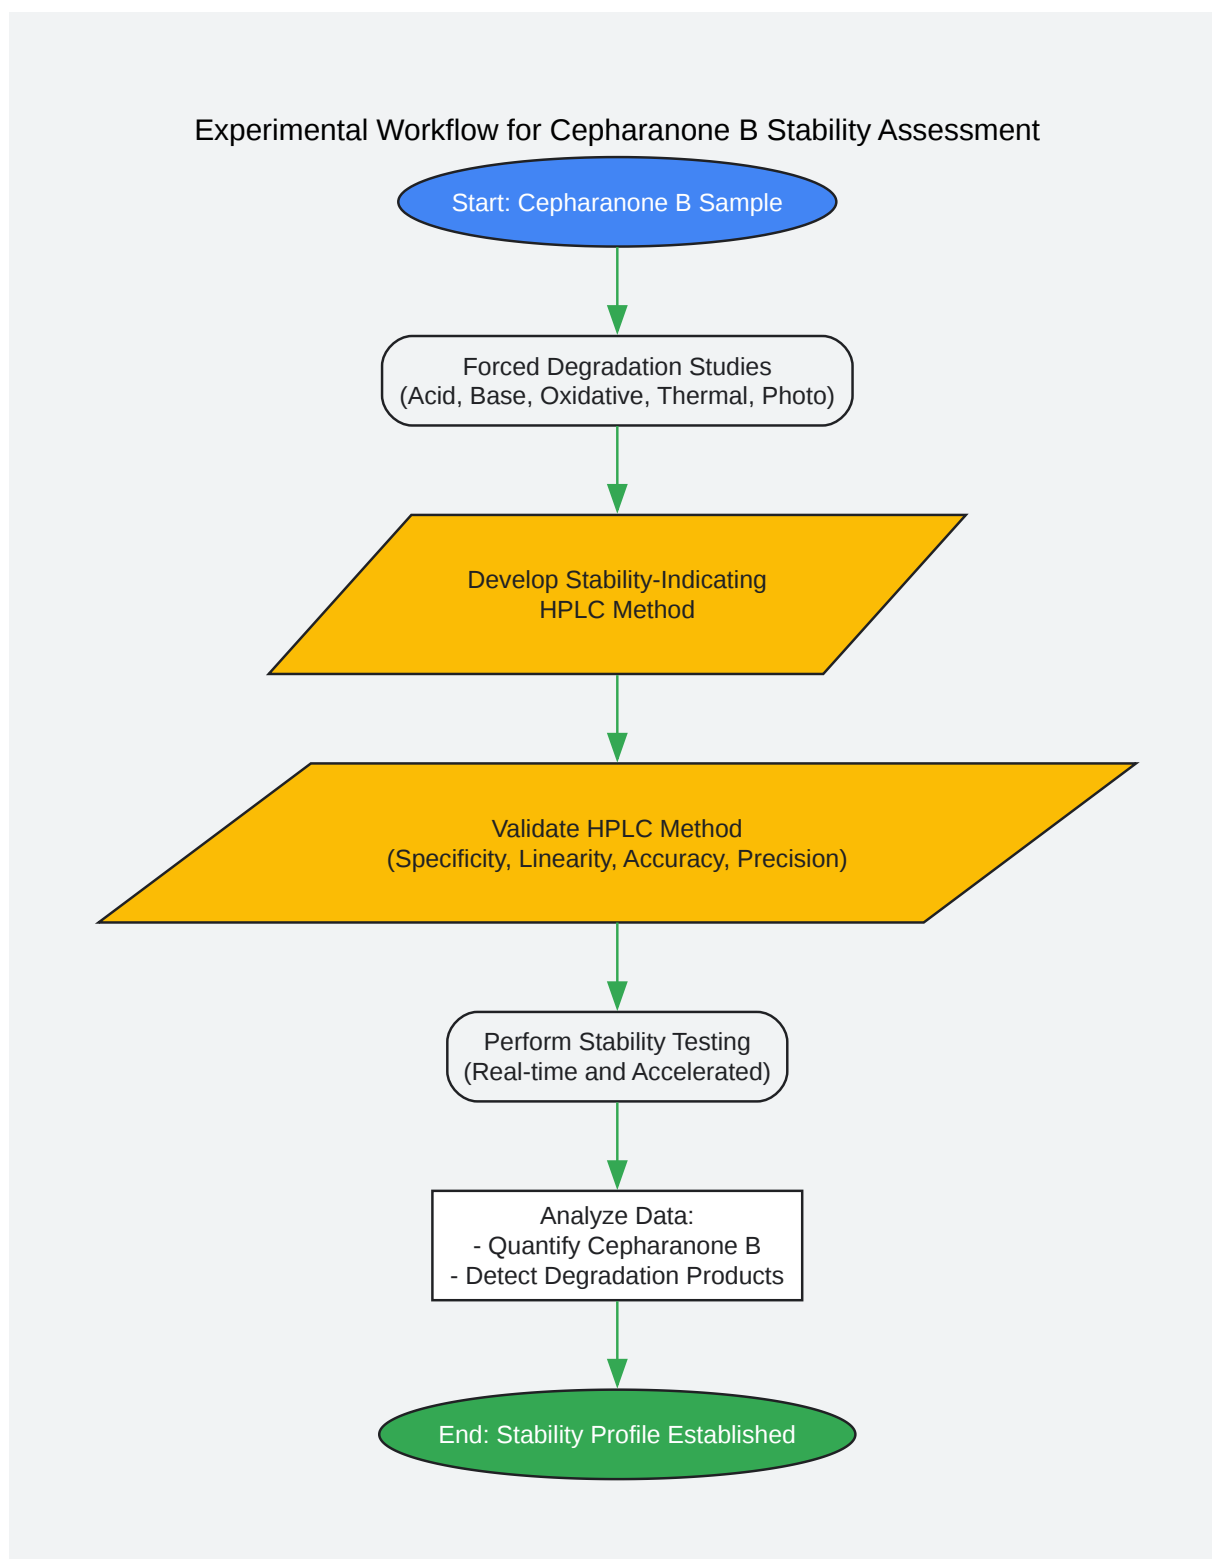 Experimental Workflow for Cepharanone B Stability Assessment
Start: Cepharanone B Sample
Forced Degradation Studies
(Acid, Base, Oxidative, Thermal, Photo)
Develop Stability-Indicating
HPLC Method
Validate HPLC Method
(Specificity, Linearity, Accuracy, Precision)
Perform Stability Testing
(Real-time and Accelerated)
Analyze Data:
- Quantify Cepharanone B
- Detect Degradation Products
End: Stability Profile Established